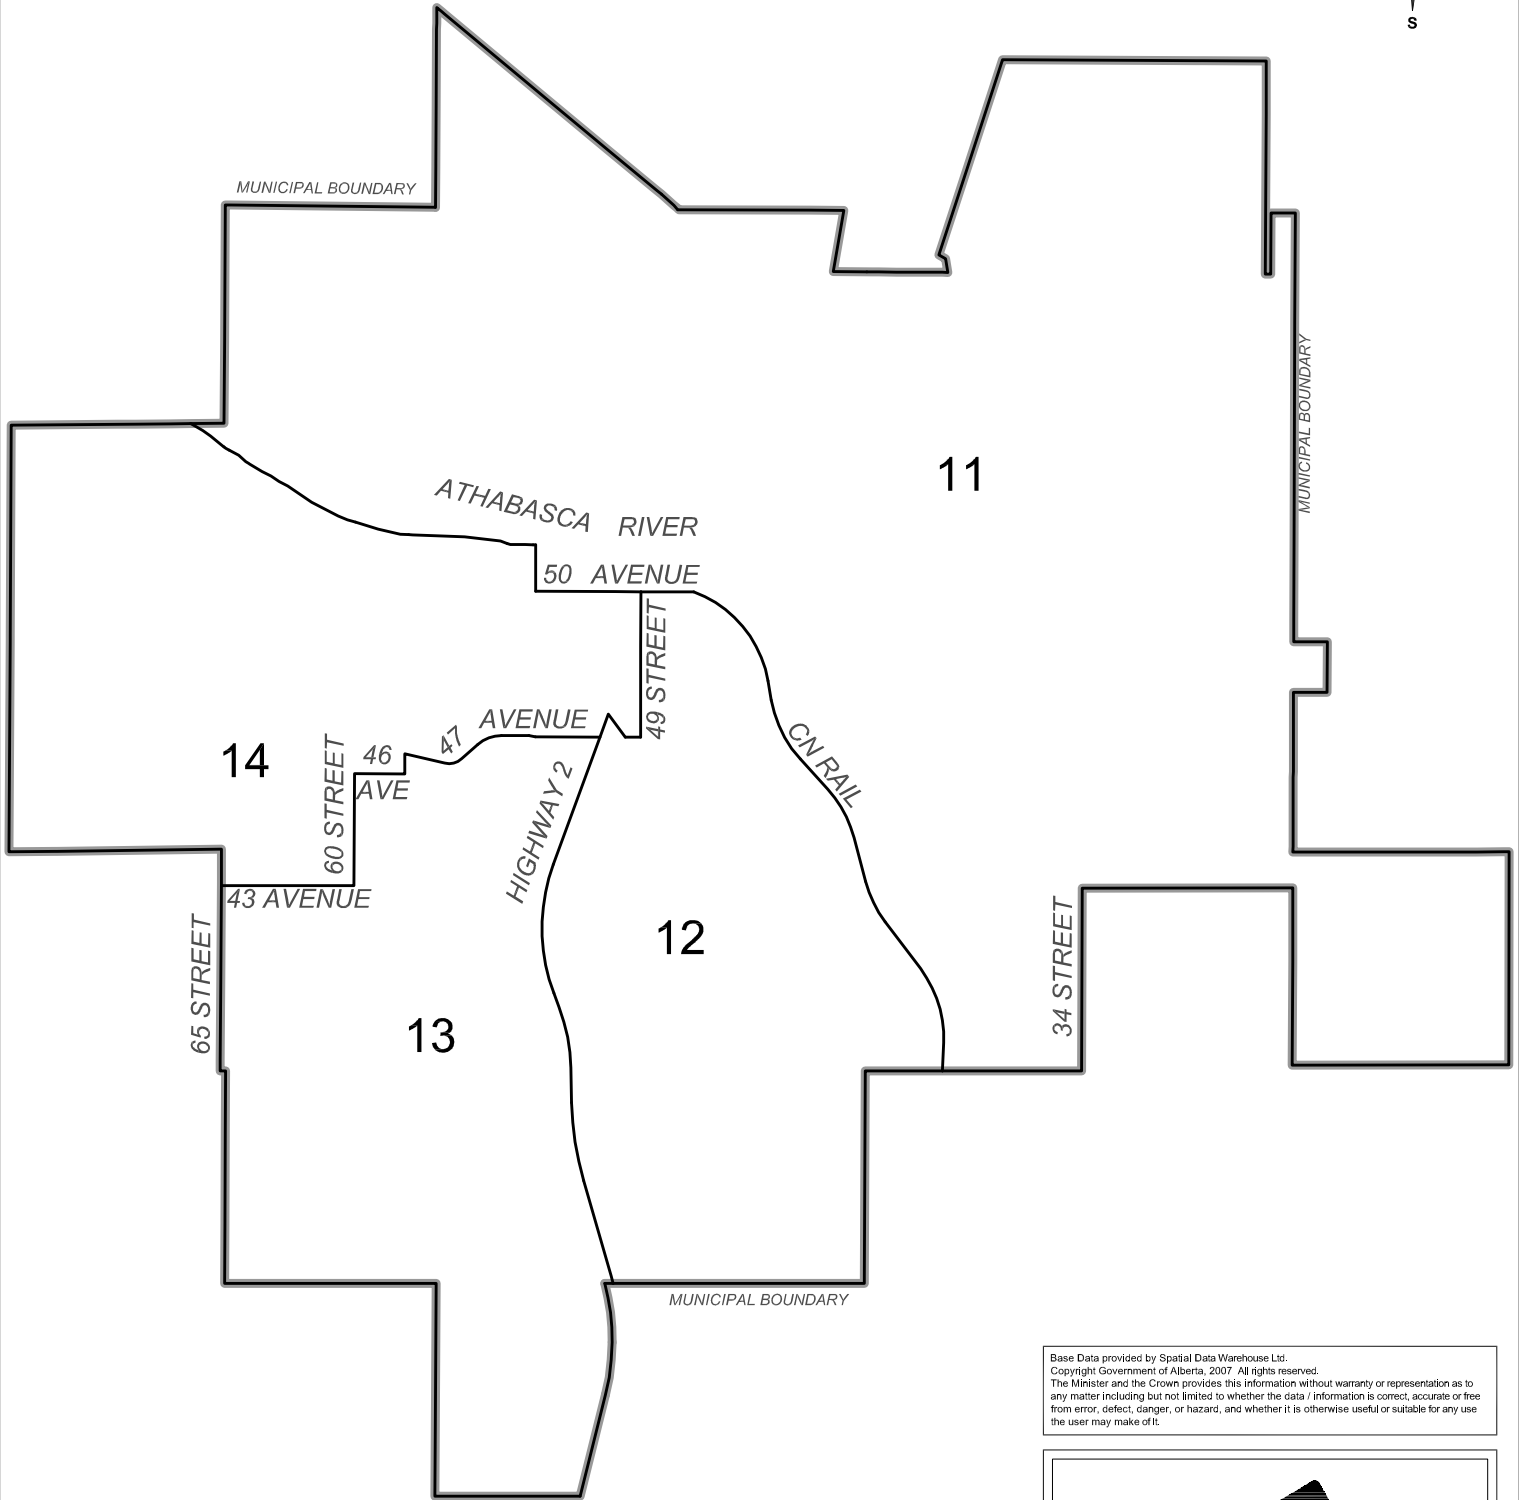 S
MUNICIPAL BOUNDARY
MUNICIPAL BOUNDARY
11
ATHABASCA RIVER
50 AVENUE
49 STREET
AVENUE
47
46
AVE
14
60 STREET
HIGHWAY 2
CN RAIL
43 AVENUE
65 STREET
12
34 STREET
13
MUNICIPAL BOUNDARY
Base Data provided by Spatial Data Warehouse Ltd.
Copyright Government of Alberta, 2007 All rights reserved.
The Minister and the Crown provides this information without warranty or representation as to
any matter including but not limited to whether the data / information is correct, accurate or free
from error, defect, danger, or hazard, and whether it is otherwise useful or suitable for any use
the user may make of it.